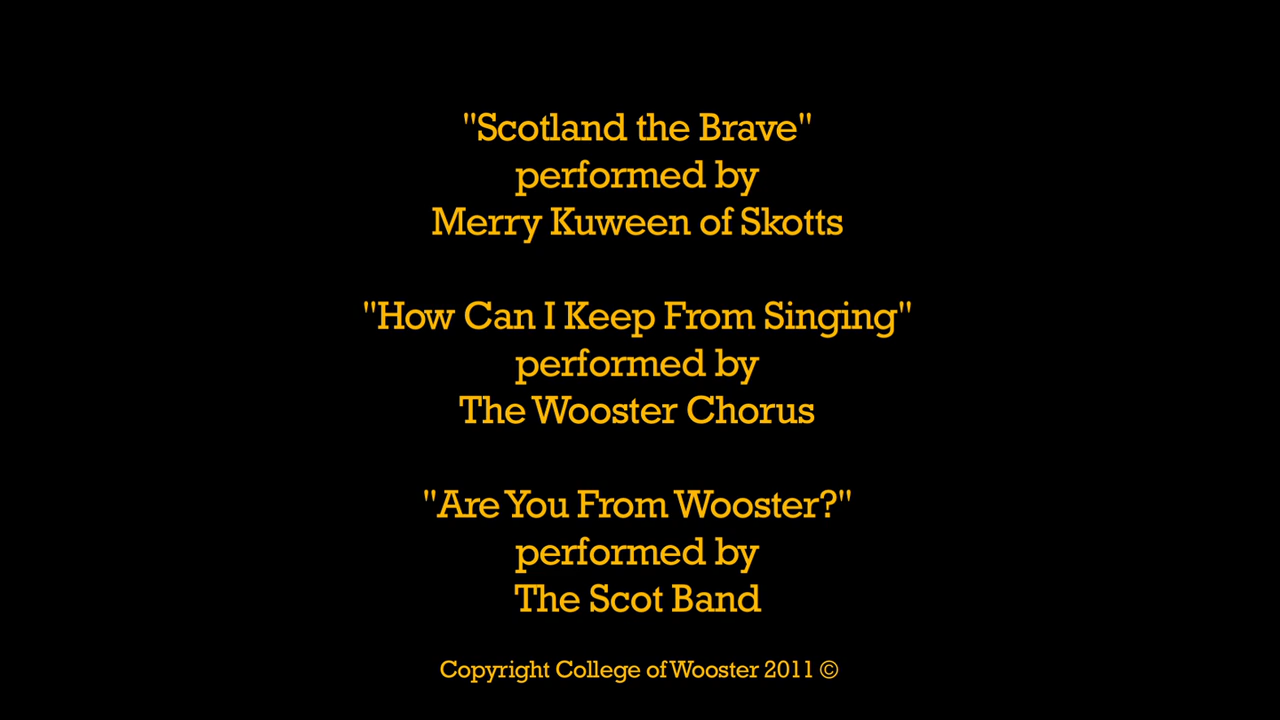 "Scotland the Brave"
performed by
Merry Kuween of Skotts
"How Can I Keep From Singing"
performed by
The Wooster Chorus
"Are You From Wooster?"
performed by
The Scot Band
Copyright College of Wooster 2011 ©